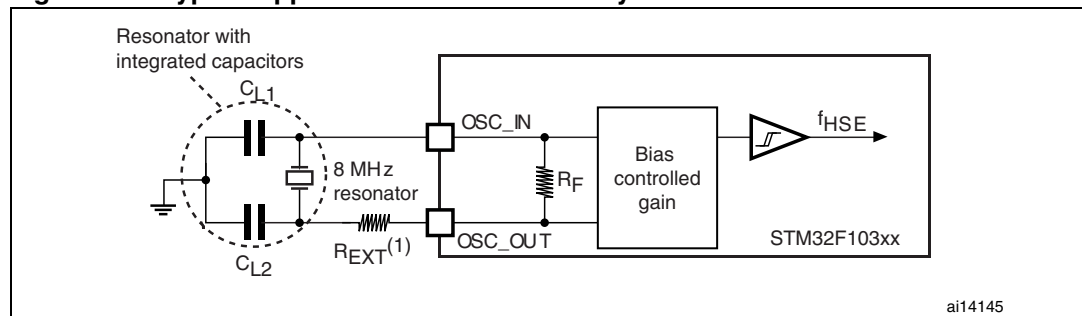 Resonator with
integrated capacitors
CL1
OSC_IN
fHSE
8 MHz
resonator
RF
Bias
controlled
gain
REXT(1)
OSC_OUT
STM32F103xx
CL2
ai14145